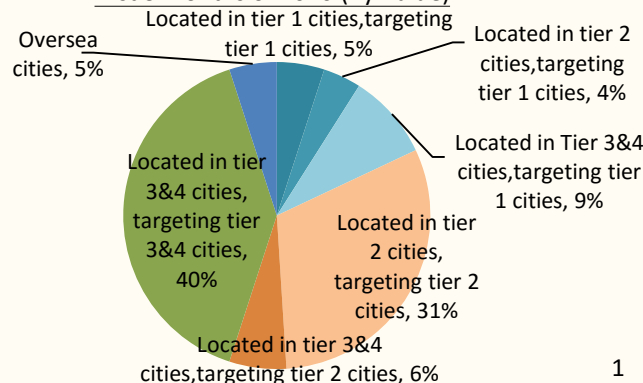 Located in tier 1 cities,targeting
tier 1 cities, 5%
Oversea
cities, 5%
Located in tier 2
cities,targeting
tier 1 cities, 4%
Located in Tier 3&4
cities,targeting tier
1 cities, 9%
Located in tier
3&4 cities,
targeting tier
3&4 cities,
40%
Located in tier
2 cities,
targeting tier 2
cities, 31%
Located in tier 3&4
cities,targeting tier 2 cities, 6%
1